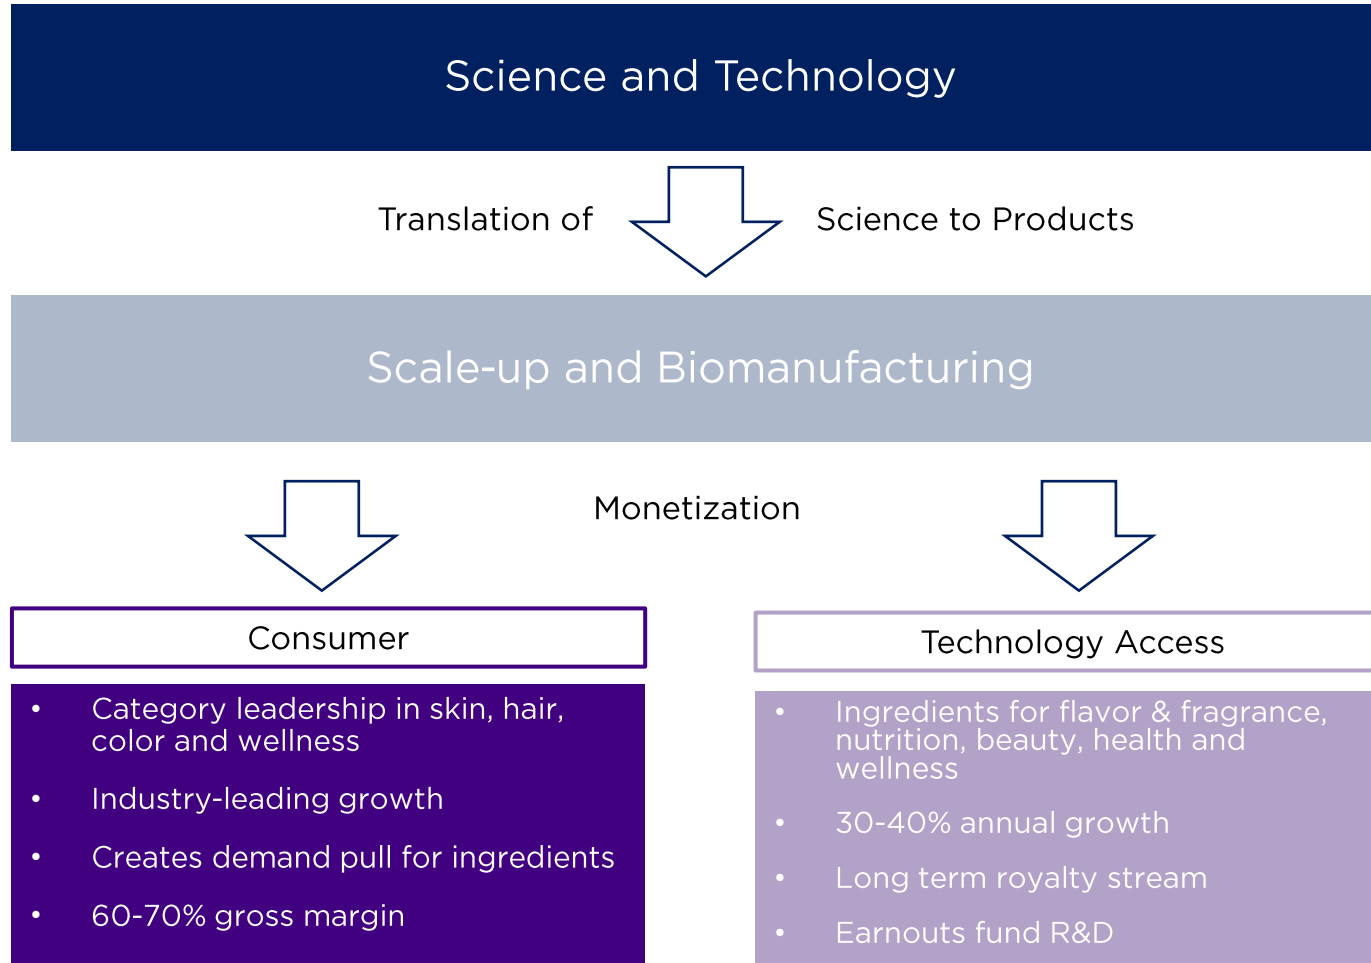 Science and Technology
Translation of
Science to Products
Scale-up and Biomanufacturing
Monetization
Consumer
• Category leadership in skin, hair,
color and wellness
• Industry-leading growth
• Creates demand pull for ingredients
• 60-70% gross margin
Technology Access
• Ingredients for flavor & fragrance,
nutrition, beauty, health and
wellness
• 30-40% annual growth
• Long term royalty stream
• Earnouts fund R&D